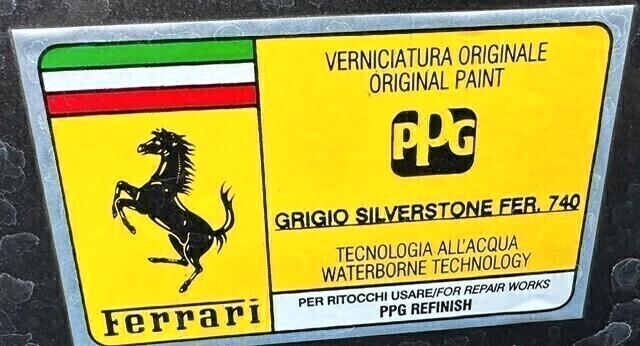 VERNICIATURA ORIGINALE
ORIGINAL PAINT
PPG
GRIGIO SILVERSTONE FER. 740
TECNOLOGIA ALL'ACQUA
WATERBORNE TECHNOLOGY
PER RITOCCHI USARE/FOR REPAIR WORKS
PPG REFINISH
Ferrari